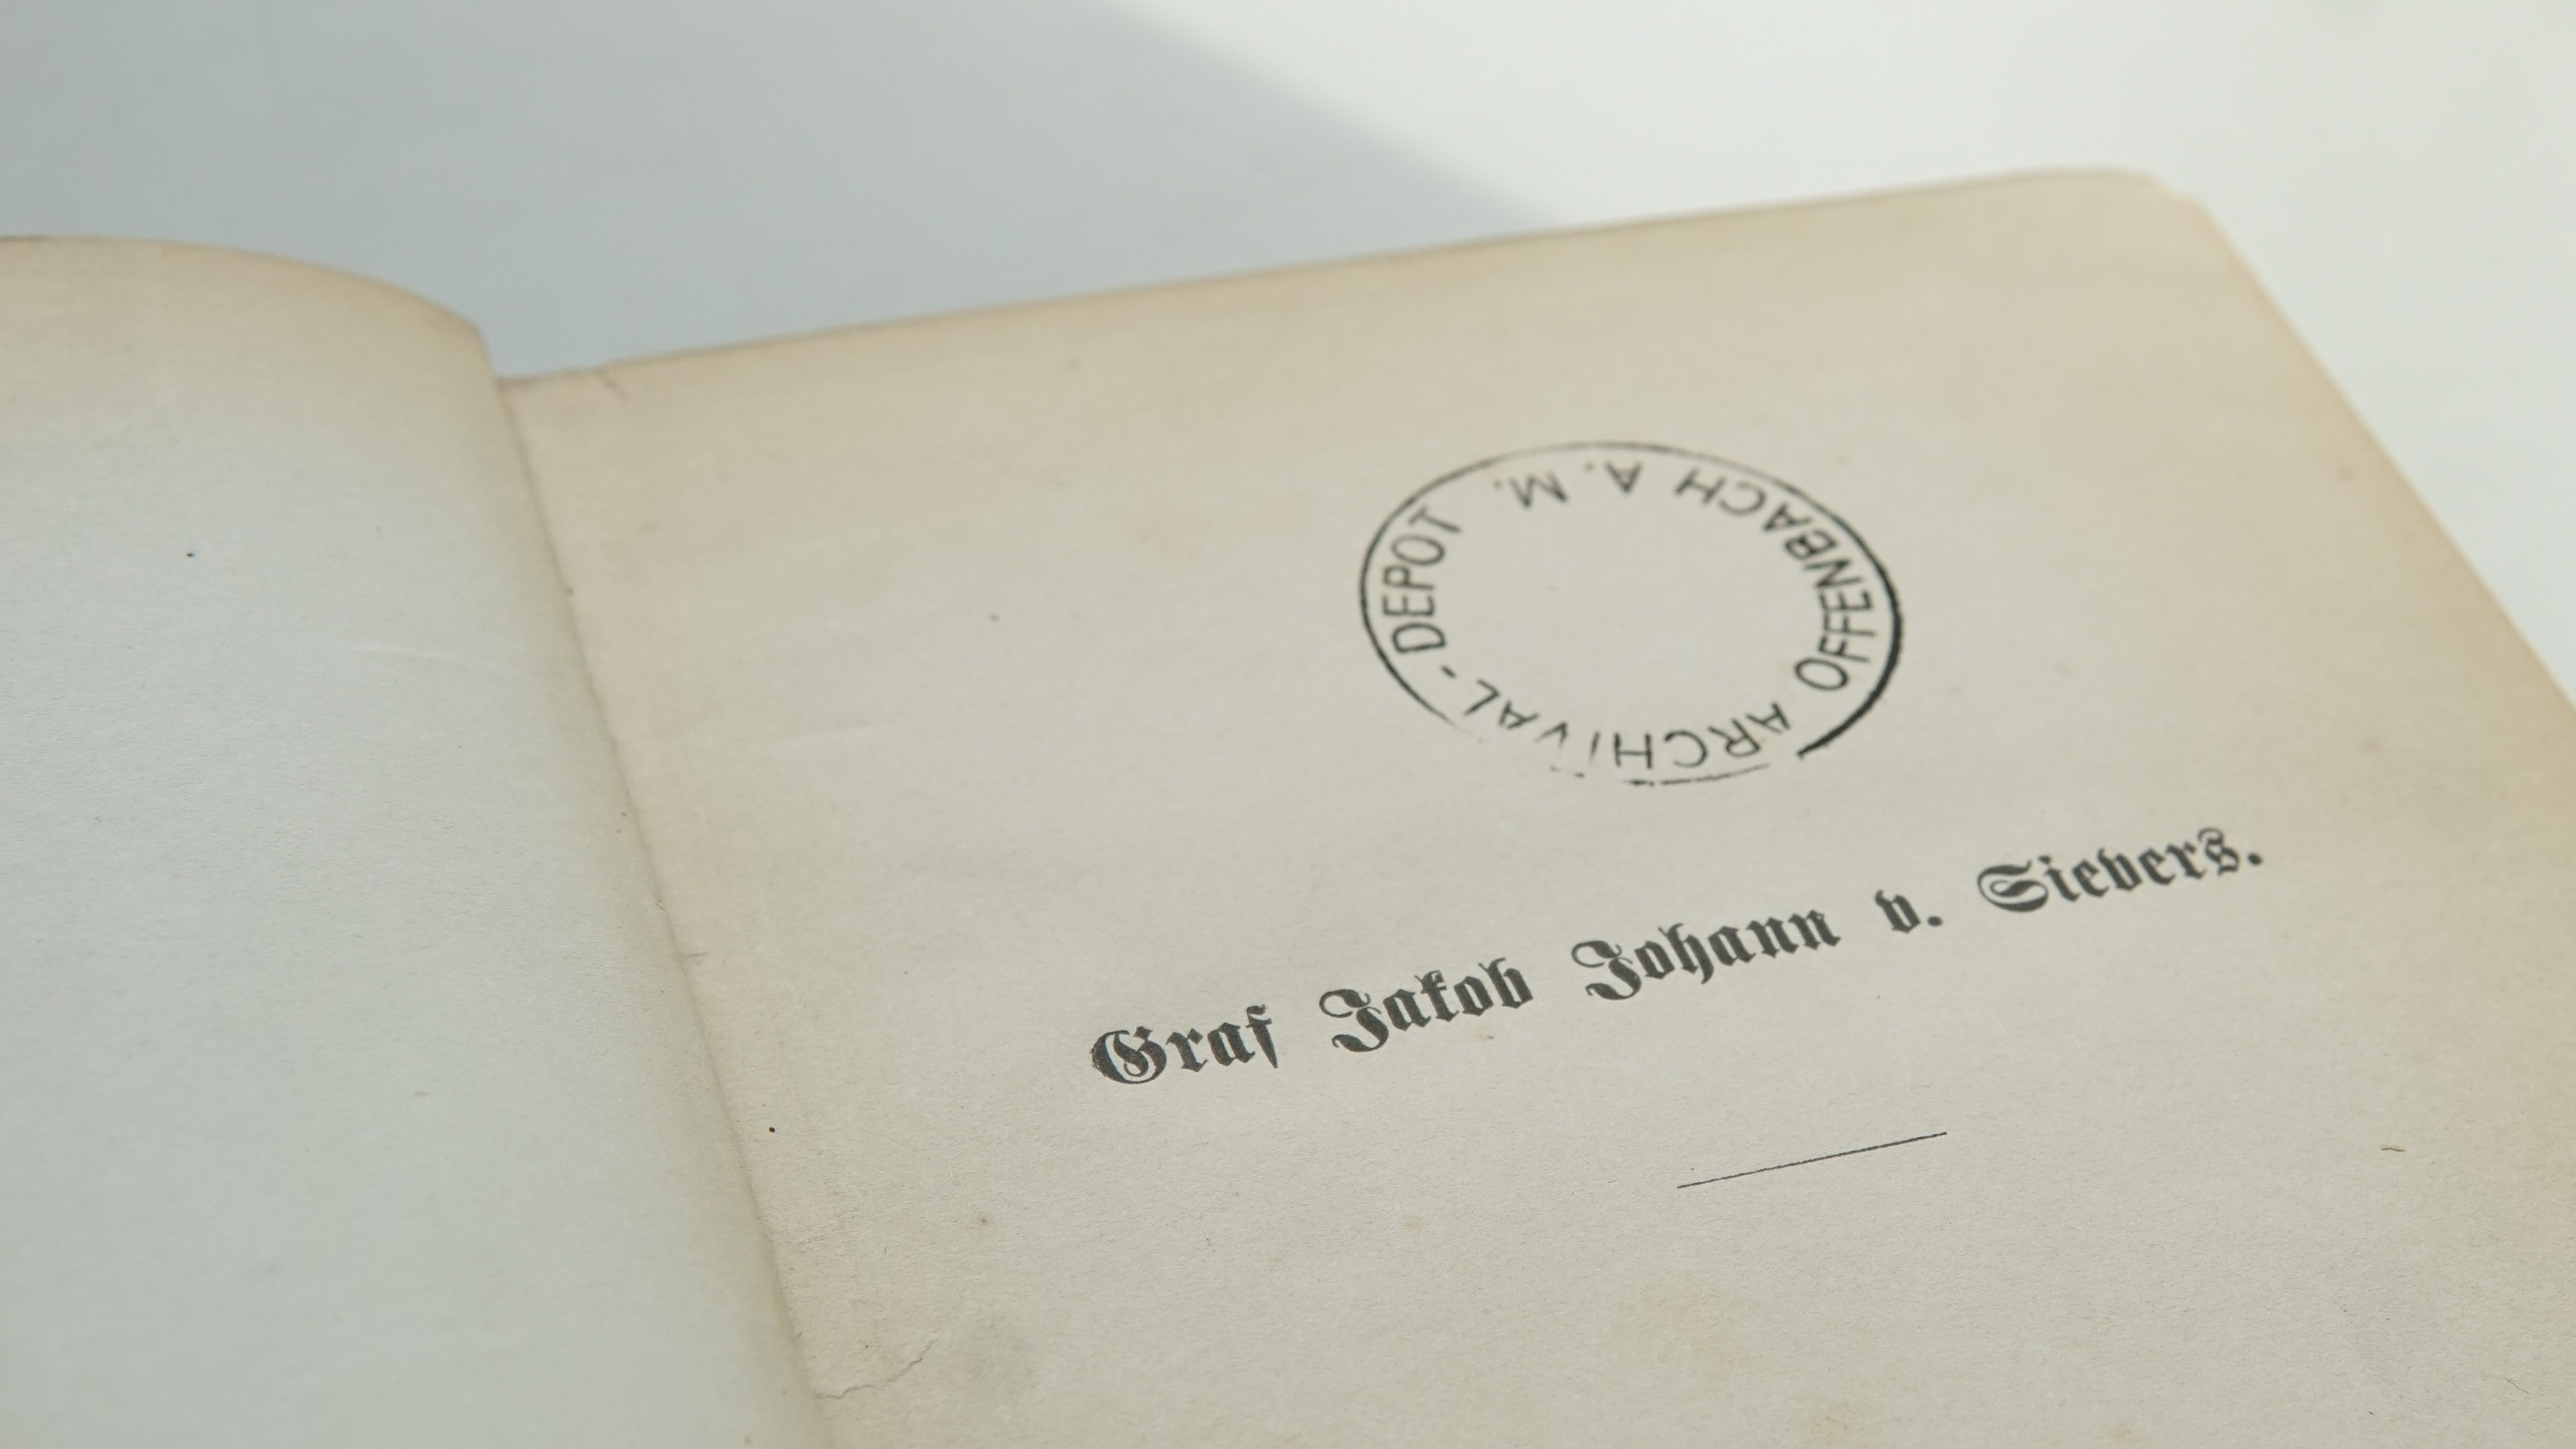 OFFENBACH A. M.
ARCHIVAL - DEPOT
Graf Jakob Johann v. Sievers.